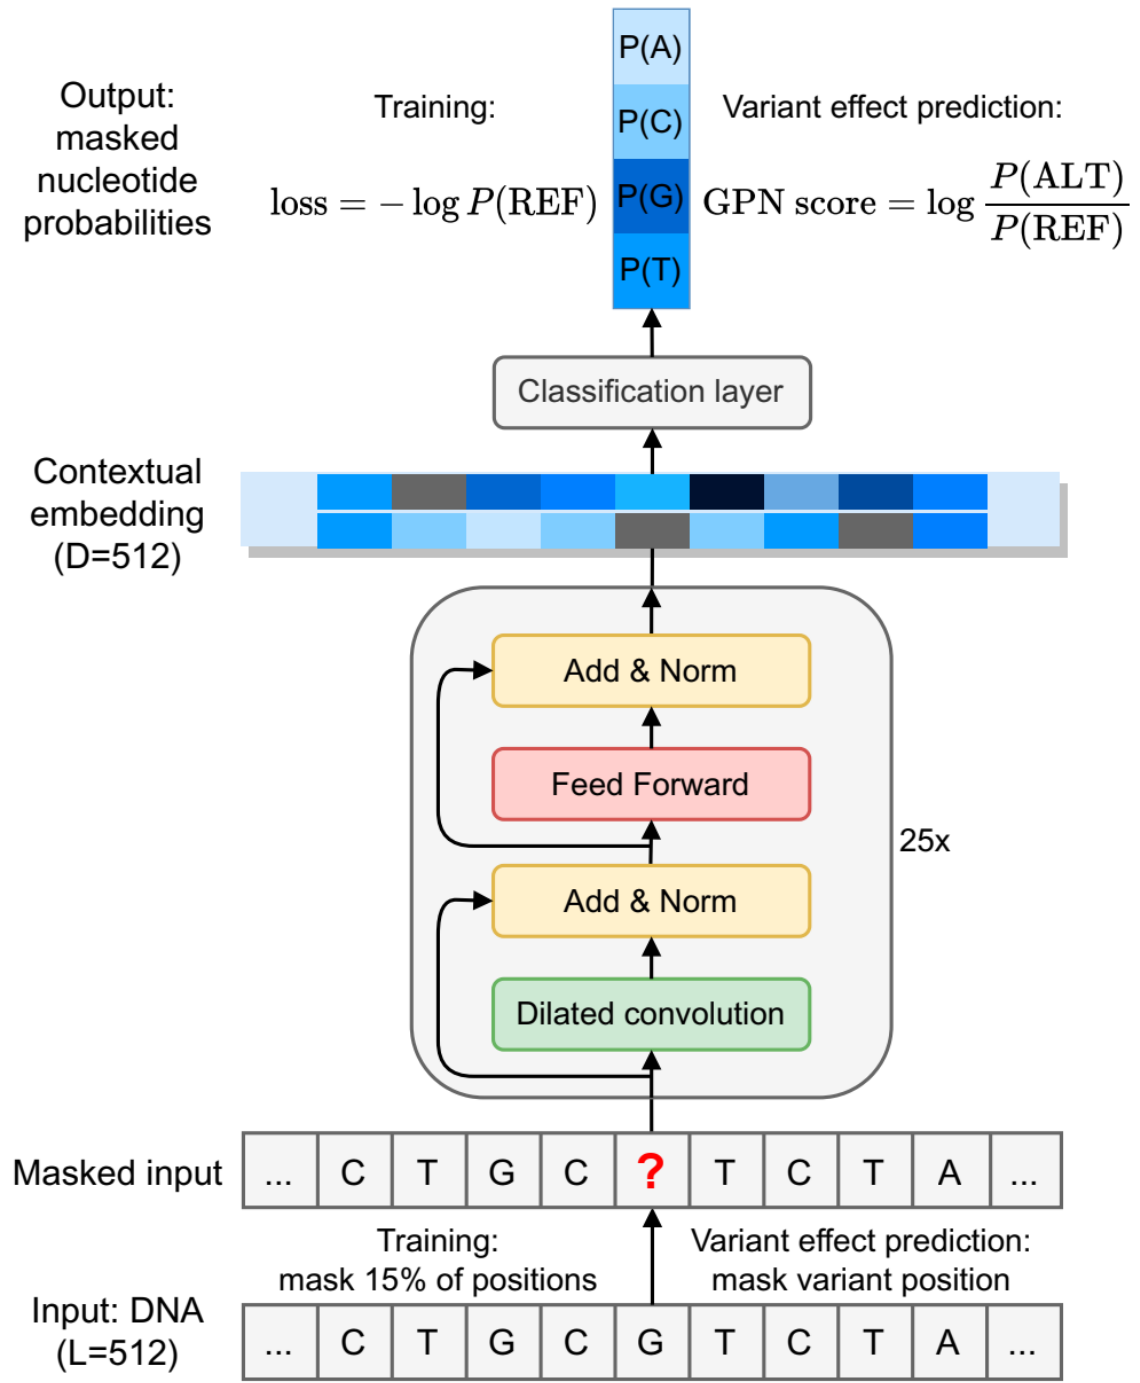 Output:
masked
nucleotide
probabilities
Training:
loss = − log P(REF)
P(A)
P(C)
P(G)
P(T)
Variant effect prediction:
GPN score = log P(ALT) / P(REF)
Classification layer
Contextual
embedding
(D=512)
Add & Norm
Feed Forward
25x
Add & Norm
Dilated convolution
Masked input
... C T G C ? T C T A ...
Training:
mask 15% of positions
Variant effect prediction:
mask variant position
Input: DNA
(L=512)
... C T G C G T C T A ...